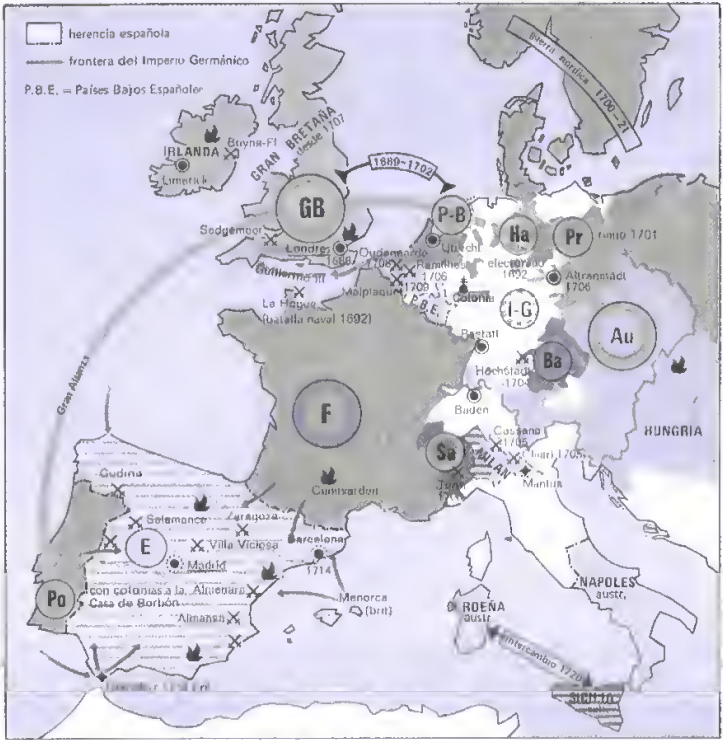 herencia española
frontera del Imperio Germánico
P.B.E. = Países Bajos Españoles
guerra nórdica 1700-21
IRLANDA
Boyne-Fl
Limerick
GRAN BRETAÑA
desde 1707
1689-1702
GB
P-B
Ha
Pr
reino 1701
Sedgemoor
Londres
1688
Utrecht
electorado
1692
Oudenaarde
1708
Ramillies
1706
Malplaquet
1709
P.B.E.
Colonia
Altranstädt
1706
Guillermo III
La Hogue
(batalla naval 1692)
I-G
Rastatt
Au
Ba
Höchstädt
1704
Baden
Gran Alianza
F
HUNGRIA
Sa
Cassano
1705
Chiari
MILAN
Mantua
Gudina
Salamanca
Zaragoza
E
Villa Viciosa
Barcelona
1714
Madrid
con colonias a la
Casa de Borbón
Almenara
Menorca
(brit)
Almansa
Po
NAPOLES
austr.
austr.
intercambio 1720
SICILIA